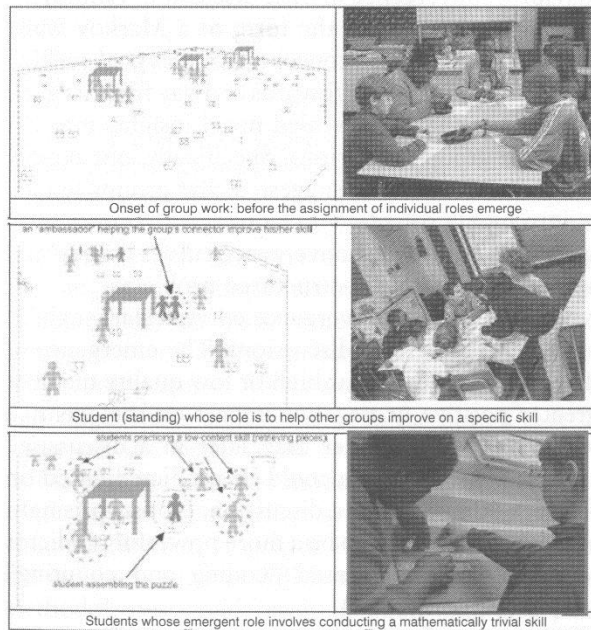 Onset of group work: before the assignment of individual roles emerge
an "ambassador" helping the group's connector improve his/her skill
Student (standing) whose role is to help other groups improve on a specific skill
students practicing a low-content skill (retrieving pieces)
student assembling the puzzle
Students whose emergent role involves conducting a mathematically trivial skill